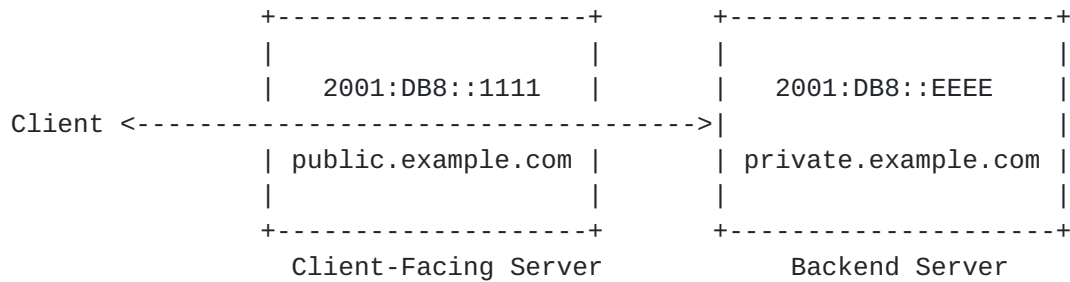 +--------------------+ +---------------------+
| | | |
| 2001:DB8::1111 | | 2001:DB8::EEEE |
Client <------------------------------------->| |
| public.example.com | | private.example.com |
| | | |
+--------------------+ +---------------------+
Client-Facing Server Backend Server